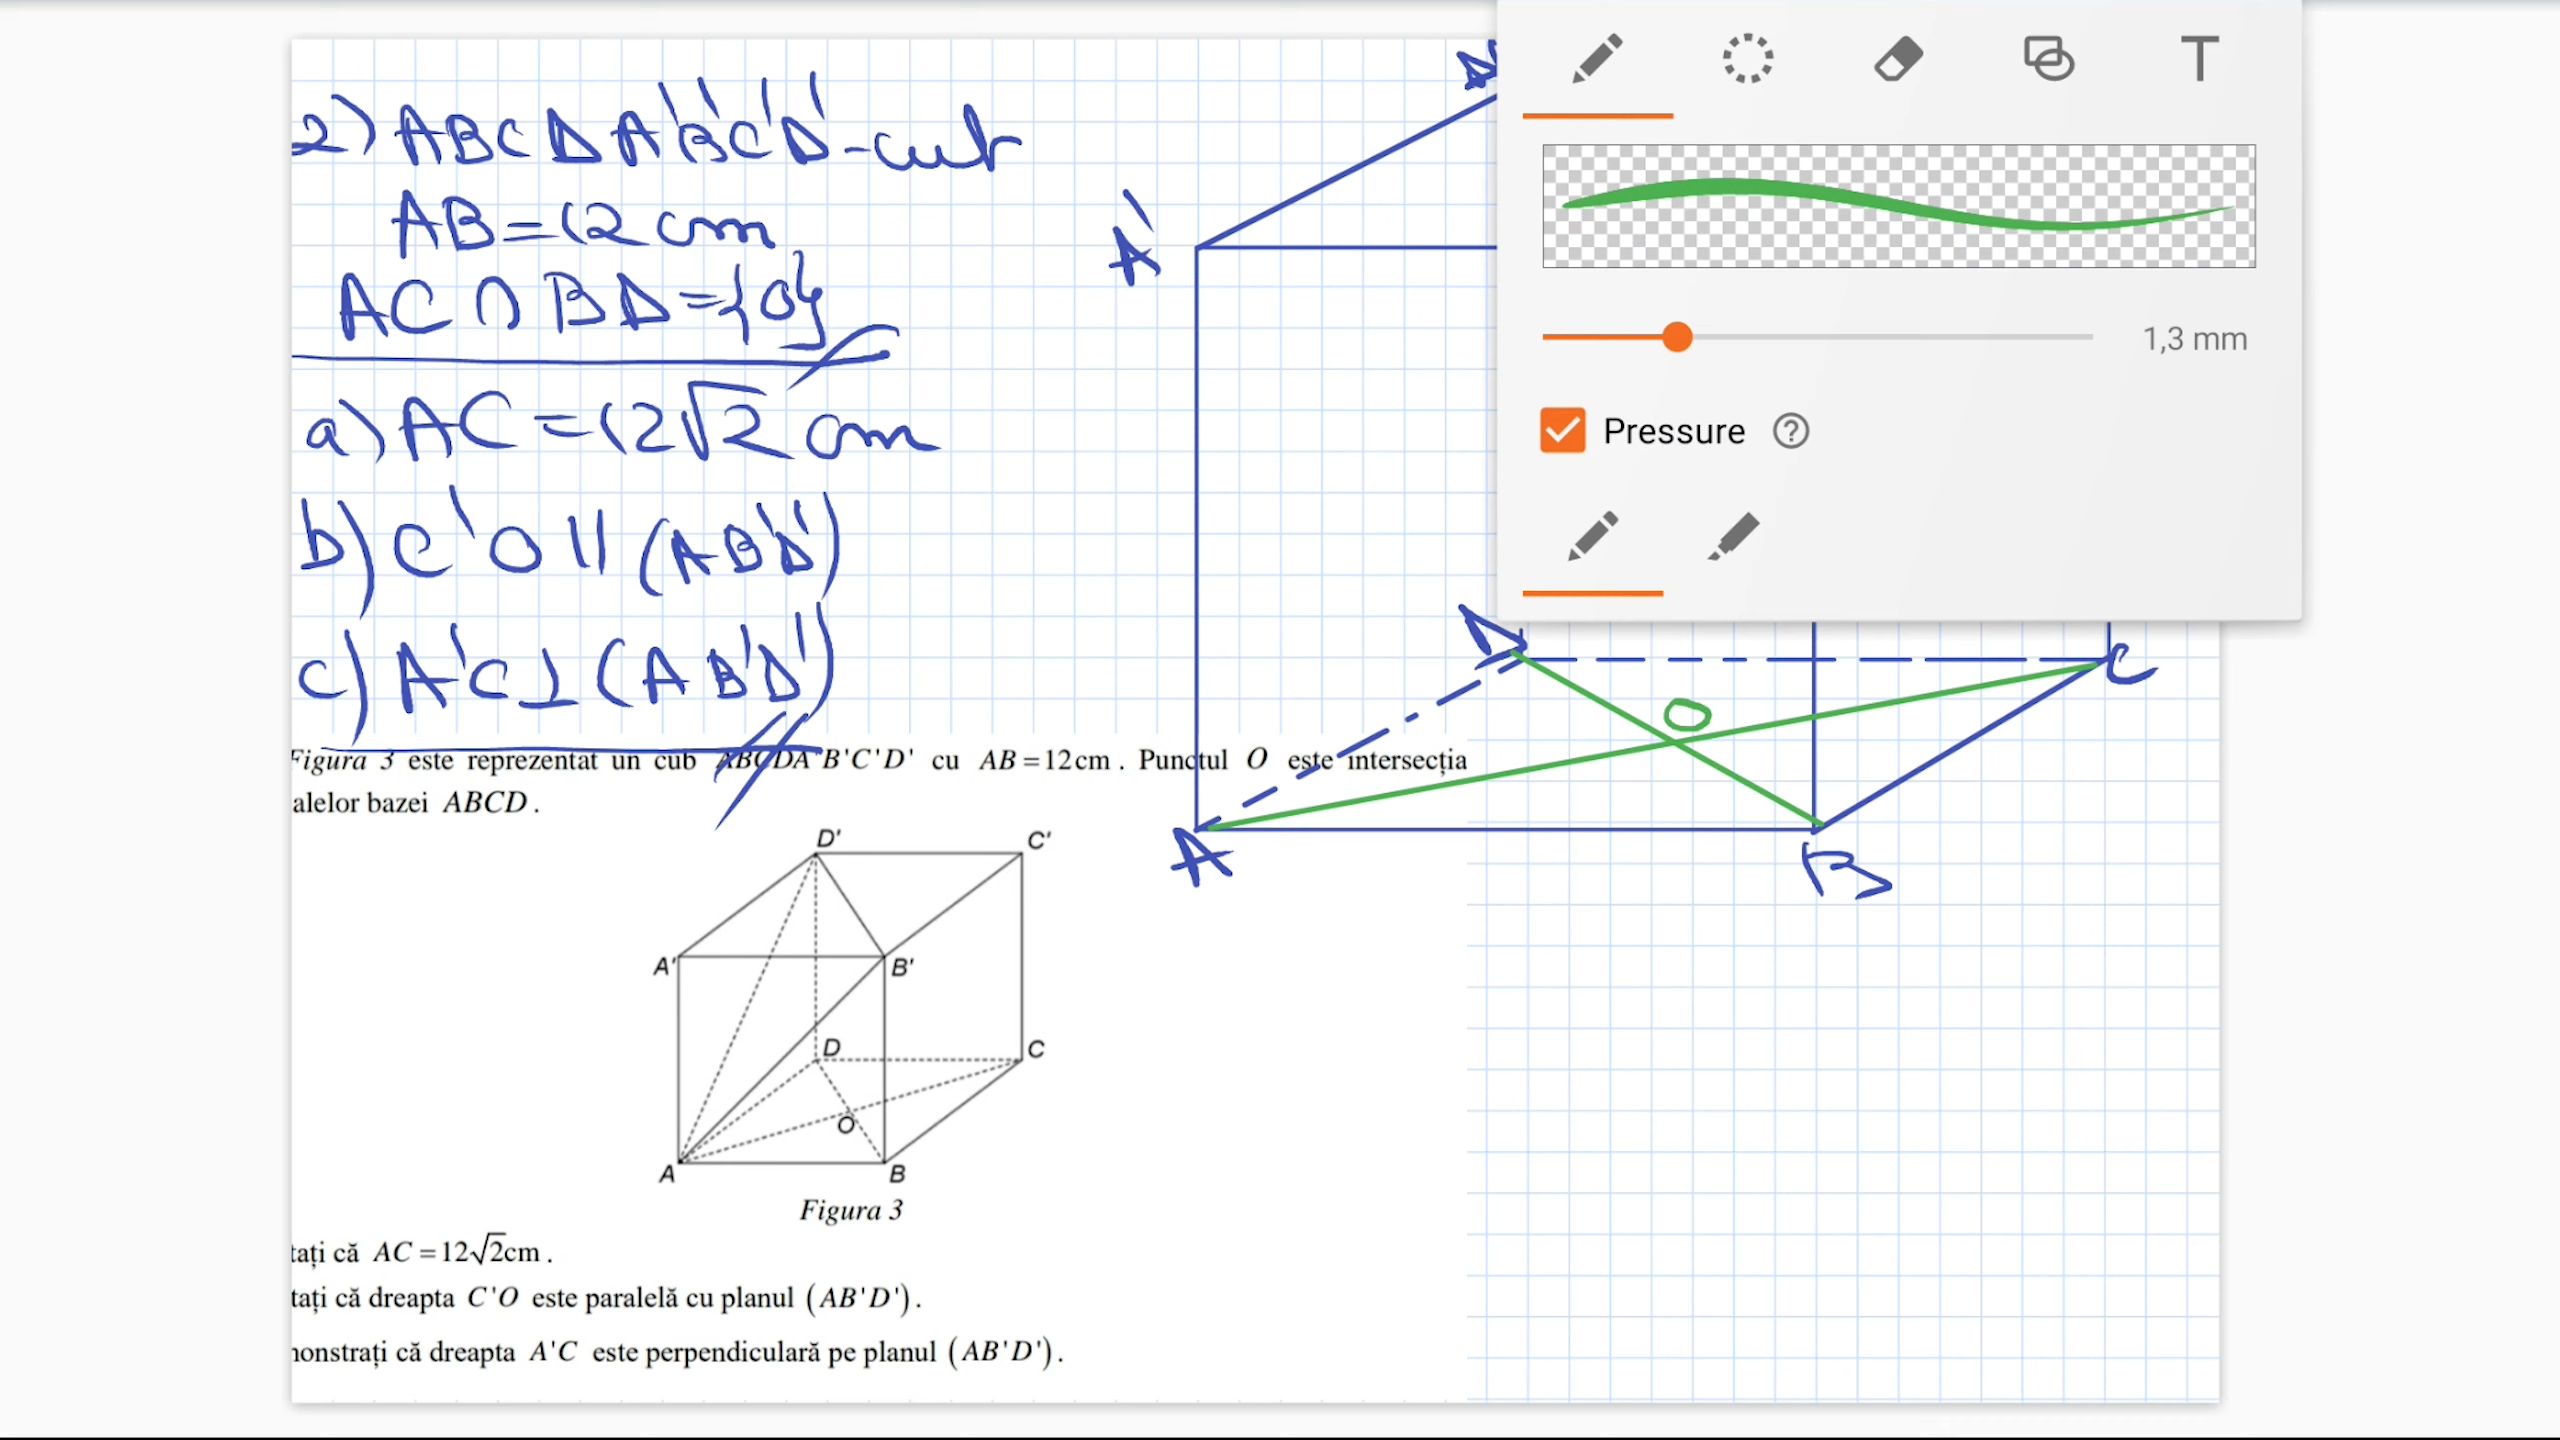 2) ABCDA'B'C'D' - cub
AB = 12 cm
AC ∩ BD = {O}
a) AC = 12√2 cm
b) C'O || (AB'D')
c) A'C ⊥ (AB'D')
Figura 3 este reprezentat un cub ABCDA'B'C'D' cu AB = 12cm . Punctul O este intersecția
alelor bazei ABCD .
D' C'
A' B'
D C
O
A B
Figura 3
tați că AC = 12√2cm .
tați că dreapta C'O este paralelă cu planul (AB'D') .
onstrați că dreapta A'C este perpendiculară pe planul (AB'D') .
D'
A'
D
C
O
A
B
T
1,3 mm
Pressure ?